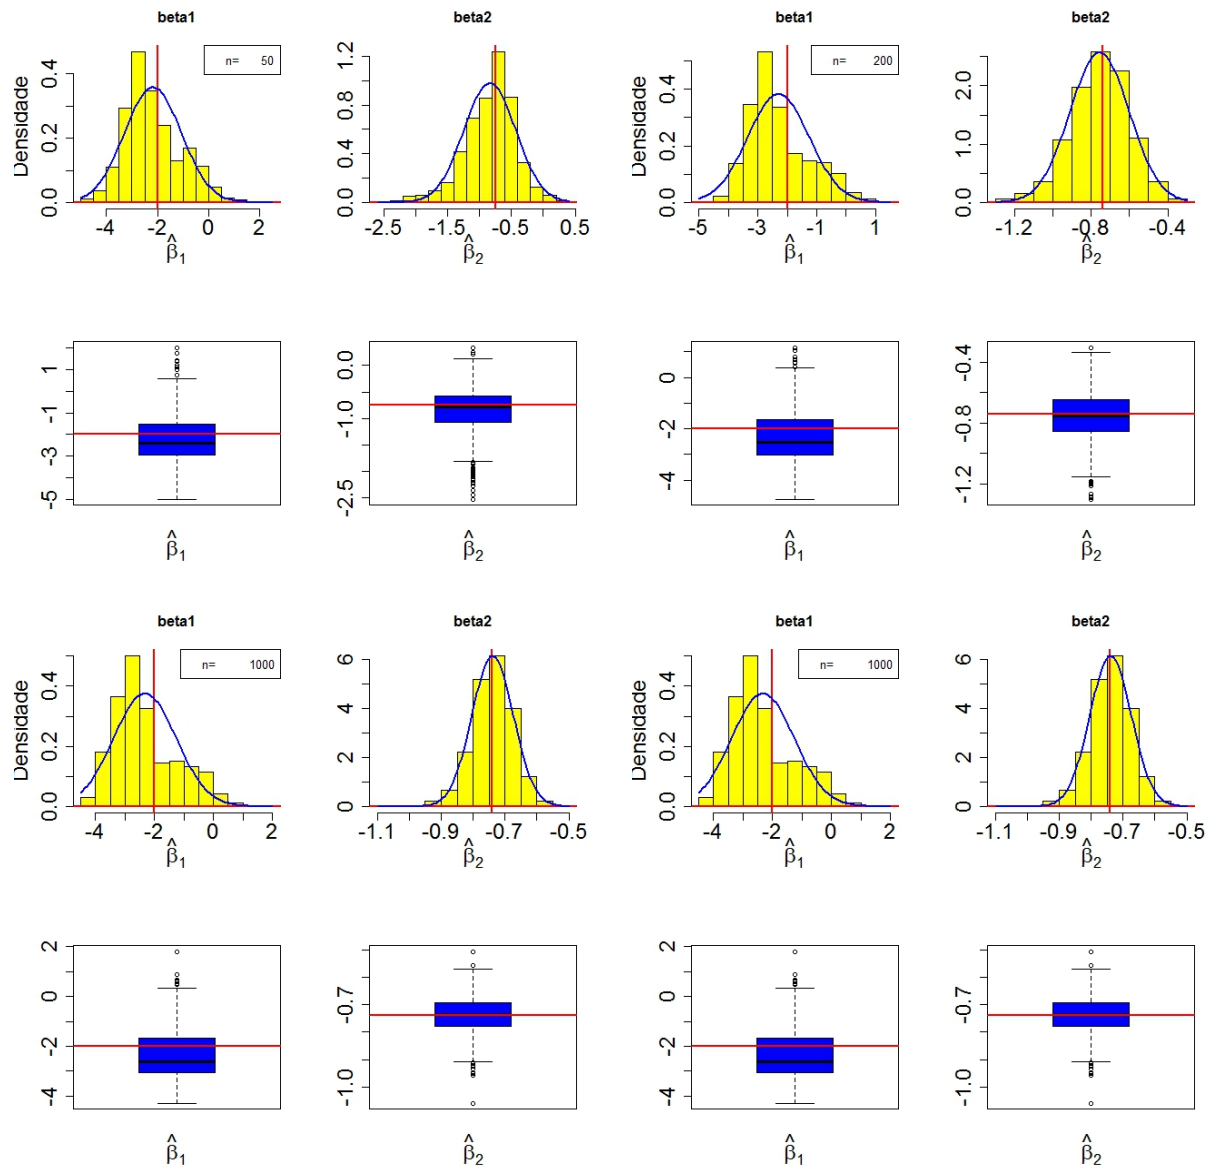 beta1 beta2 beta1 beta2
n= 50
n= 200
Densidade
0.0 0.2 0.4
-4 -2 0 2
β̂1
0.0 0.4 0.8 1.2
-2.5 -1.5 -0.5 0.5
β̂2
Densidade
0.0 0.2 0.4
-5 -3 -1 1
β̂1
0.0 1.0 2.0
-1.2 -0.8 -0.4
β̂2
-5 -3 -1 1
β̂1
-2.5 -1.0 0.0
β̂2
-4 -2 0
β̂1
-1.2 -0.8 -0.4
β̂2
beta1 beta2 beta1 beta2
n= 1000
n= 1000
Densidade
0.0 0.2 0.4
-4 -2 0
β̂1
0 2 4 6
-1.1 -0.9 -0.7 -0.5
β̂2
Densidade
0.0 0.2 0.4
-4 -2 0
β̂1
0 2 4 6
-1.1 -0.9 -0.7 -0.5
β̂2
-4 -2 0 2
β̂1
-1.0 -0.7
β̂2
-4 -2 0 2
β̂1
-1.0 -0.7
β̂2